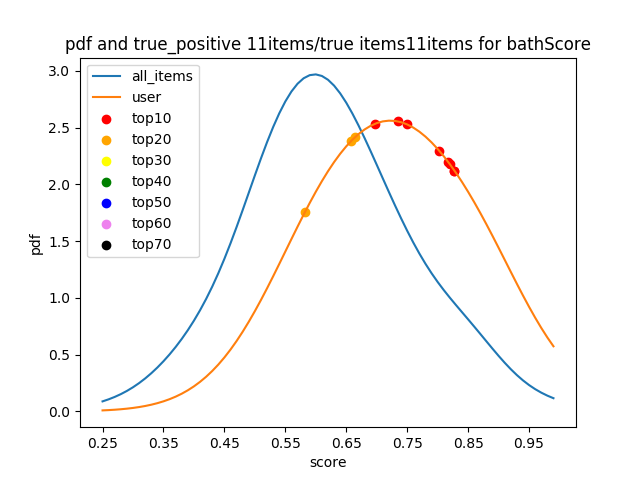 pdf and true_positive 11items/true items11items for bathScore
3.0
2.5
2.0
1.5
1.0
0.5
0.0
pdf
all_items
user
top10
top20
top30
top40
top50
top60
top70
0.25 0.35 0.45 0.55 0.65 0.75 0.85 0.95
score